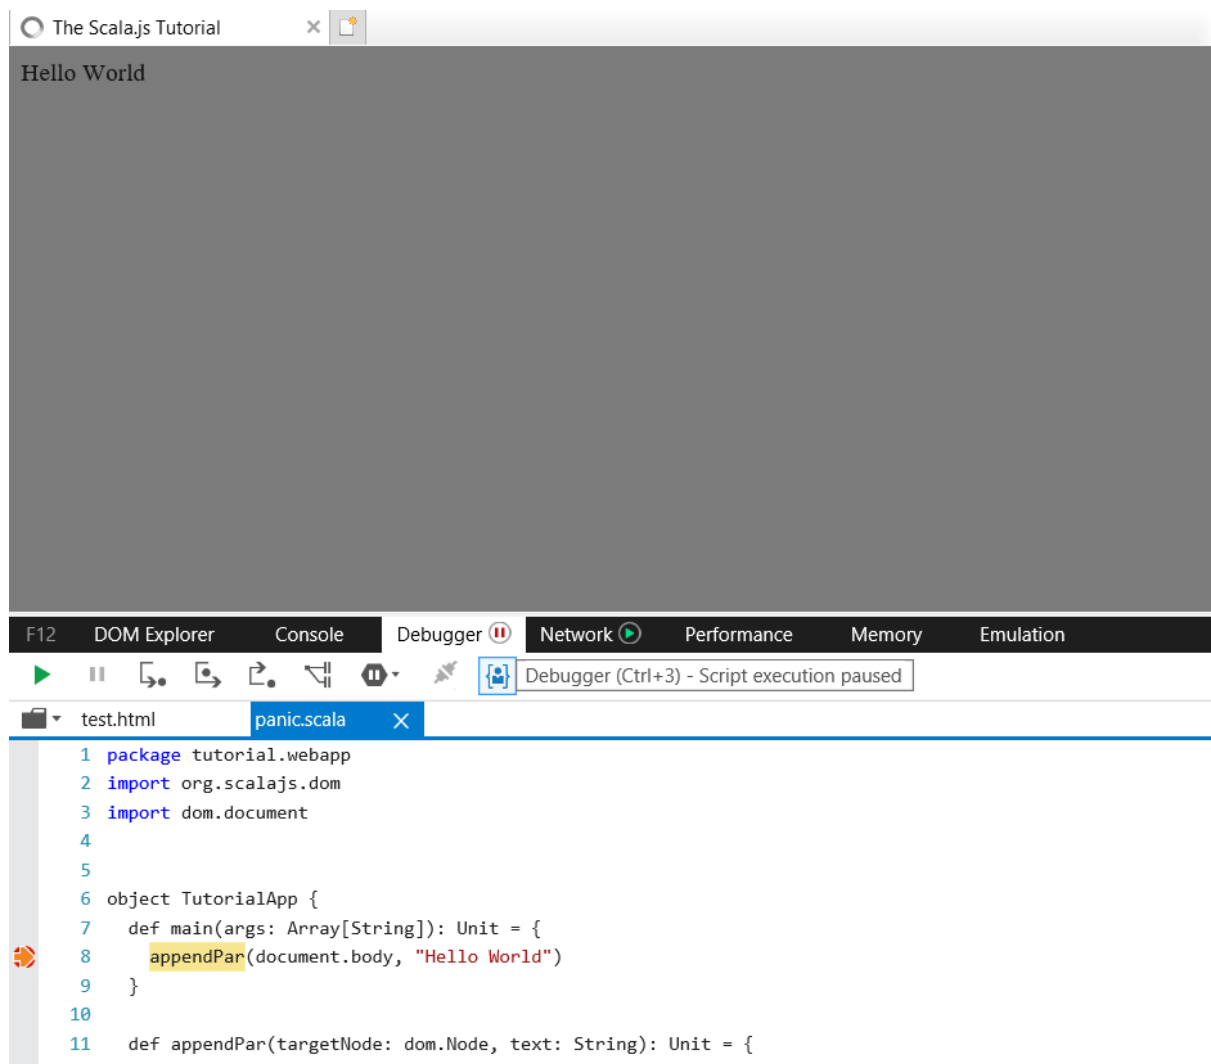 The Scala.js Tutorial
Hello World
F12 DOM Explorer Console Debugger Network Performance Memory Emulation
Debugger (Ctrl+3) - Script execution paused
test.html panic.scala
1 package tutorial.webapp
2 import org.scalajs.dom
3 import dom.document
4
5
6 object TutorialApp {
7 def main(args: Array[String]): Unit = {
8 appendPar(document.body, "Hello World")
9 }
10
11 def appendPar(targetNode: dom.Node, text: String): Unit = {